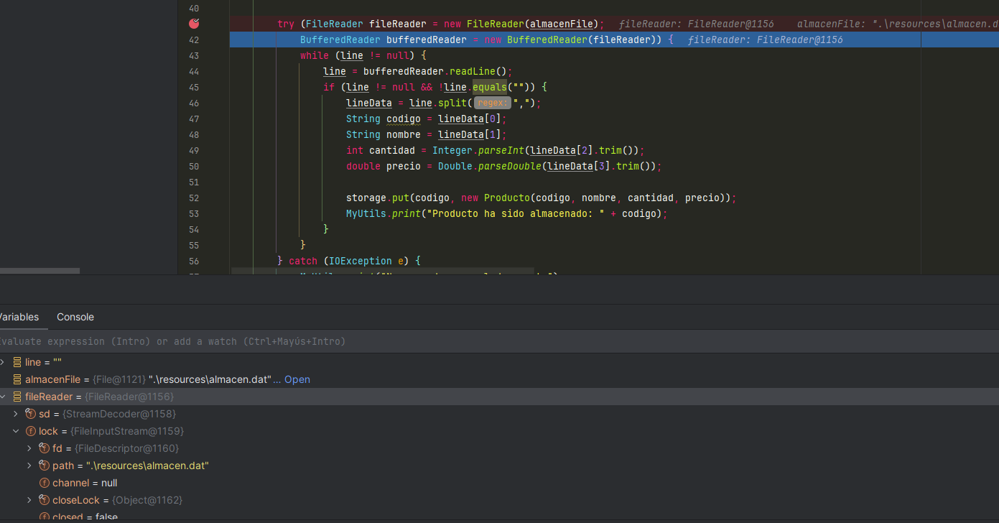 40
try (FileReader fileReader = new FileReader(almacenFile); fileReader: FileReader@1156 almacenFile: ".\resources\almacen.d
42 BufferedReader bufferedReader = new BufferedReader(fileReader)) { fileReader: FileReader@1156
43 while (line != null) {
44 line = bufferedReader.readLine();
45 if (line != null && !line.equals("")) {
46 lineData = line.split( regex: ",");
47 String codigo = lineData[0];
48 String nombre = lineData[1];
49 int cantidad = Integer.parseInt(lineData[2].trim());
50 double precio = Double.parseDouble(lineData[3].trim());
51
52 storage.put(codigo, new Producto(codigo, nombre, cantidad, precio));
53 MyUtils.print("Producto ha sido almacenado: " + codigo);
54 }
55 }
56 } catch (IOException e) {
Variables Console
Evaluate expression (Intro) or add a watch (Ctrl+Mayús+Intro)
line = ""
almacenFile = {File@1121} ".\resources\almacen.dat"... Open
fileReader = {FileReader@1156}
sd = {StreamDecoder@1158}
lock = {FileInputStream@1159}
fd = {FileDescriptor@1160}
path = ".\resources\almacen.dat"
channel = null
closeLock = {Object@1162}
closed = false